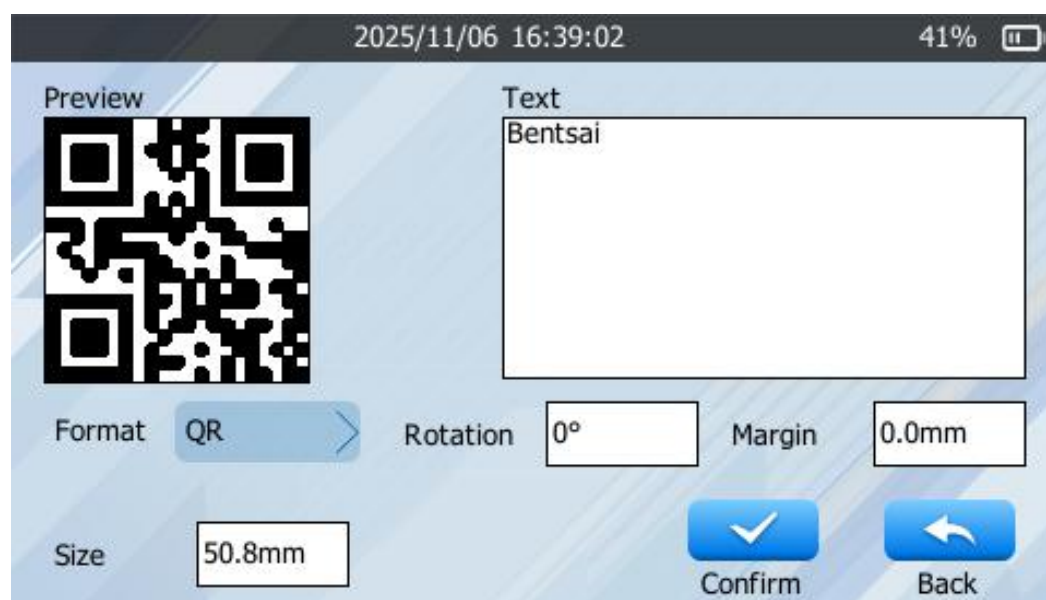 2025/11/06 16:39:02 41%
Preview
Text
Bentsai
Format QR Rotation 0° Margin 0.0mm
Size 50.8mm
Confirm Back